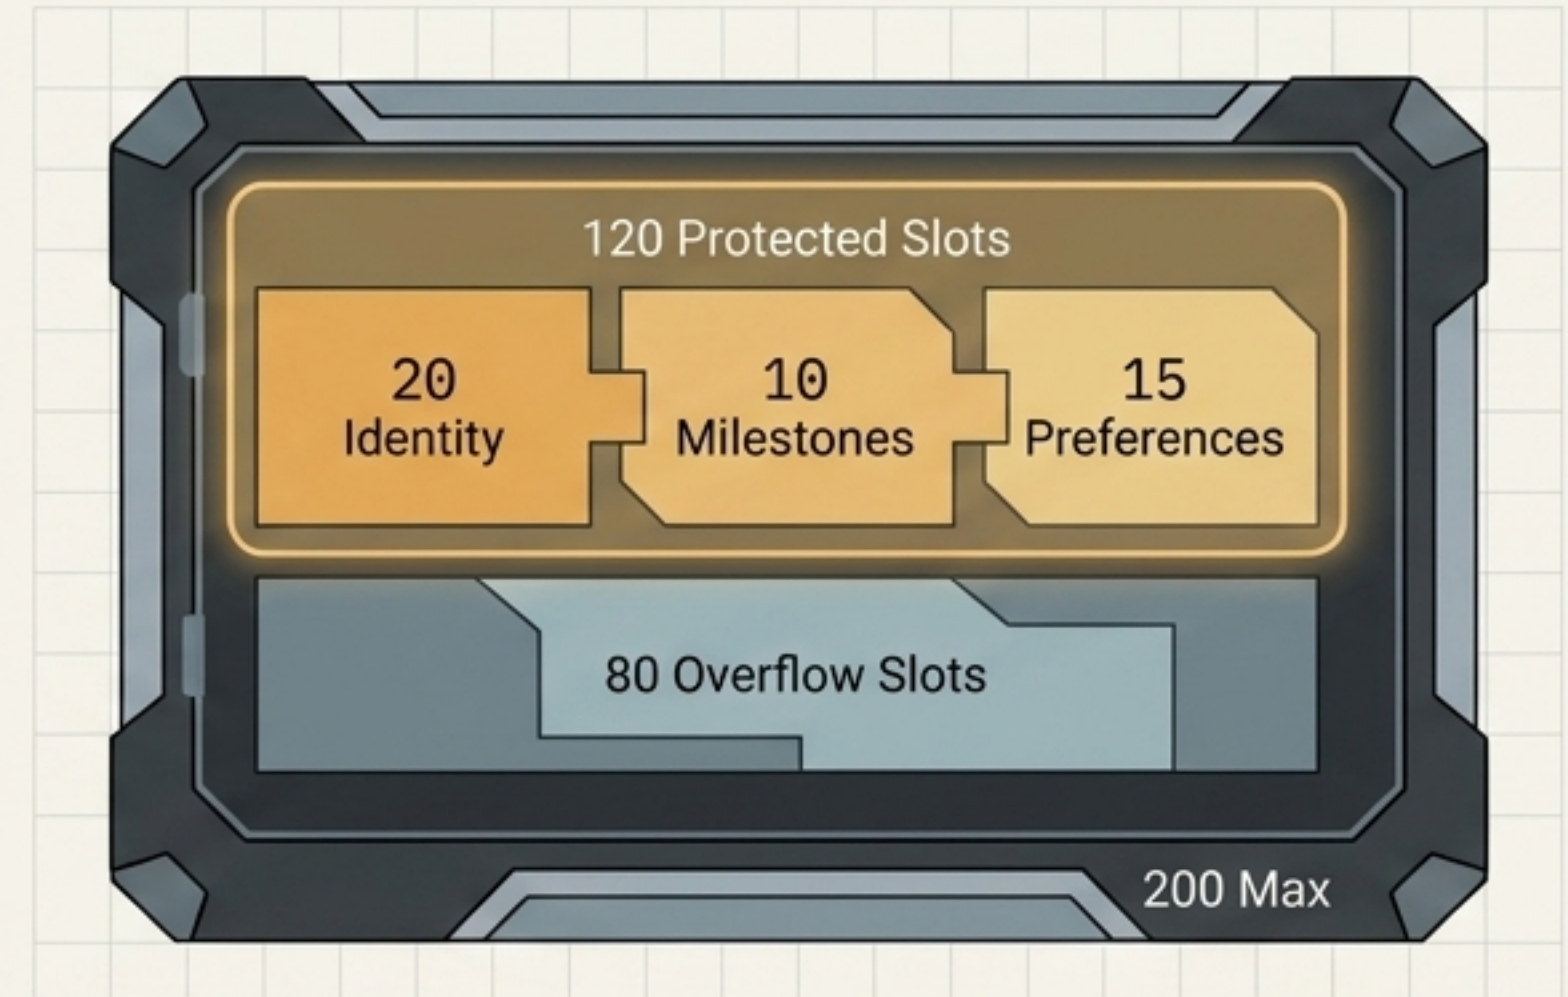 120 Protected Slots
20
Identity
10
Milestones
15
Preferences
80 Overflow Slots
200 Max